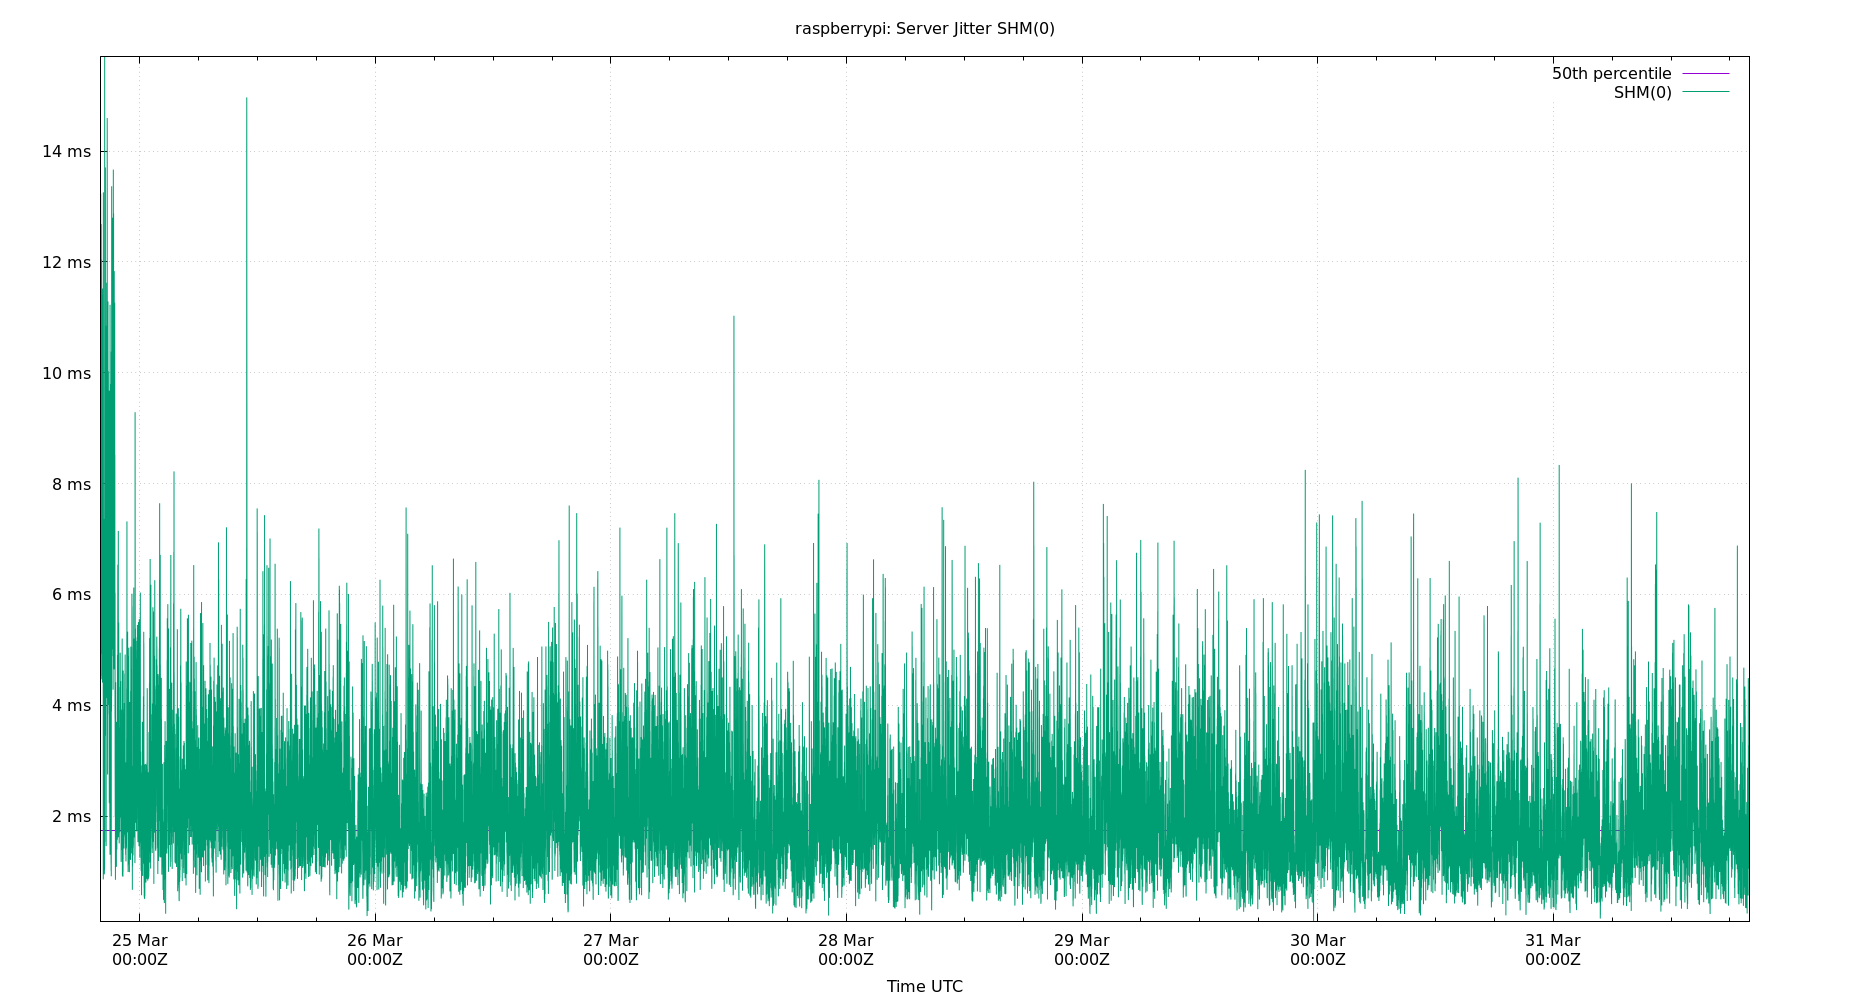 raspberrypi: Server Jitter SHM(0)
50th percentile
SHM(0)
14 ms
12 ms
10 ms
8 ms
6 ms
4 ms
2 ms
25 Mar 26 Mar 27 Mar 28 Mar 29 Mar 30 Mar 31 Mar
00:00Z 00:00Z 00:00Z 00:00Z 00:00Z 00:00Z 00:00Z
Time UTC